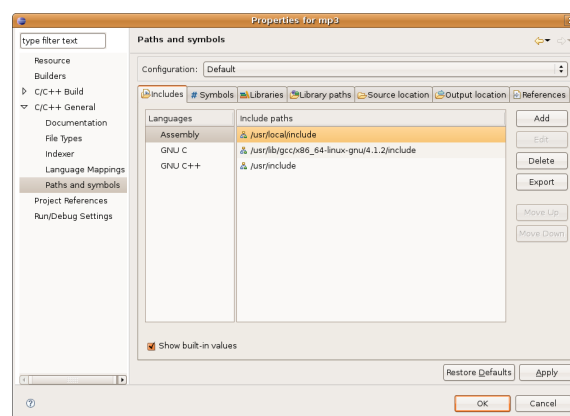 Properties for mp3
type filter text
Paths and symbols
Resource
Builders
C/C++ Build
C/C++ General
Documentation
File Types
Indexer
Language Mappings
Paths and symbols
Project References
Run/Debug Settings
Configuration: Default
Includes # Symbols Libraries Library paths Source location Output location References
Languages Include paths
Assembly /usr/local/include
GNU C /usr/lib/gcc/x86_64-linux-gnu/4.1.2/include
GNU C++ /usr/include
Add
Edit
Delete
Export
Move Up
Move Down
Show built-in values
Restore Defaults Apply
OK Cancel